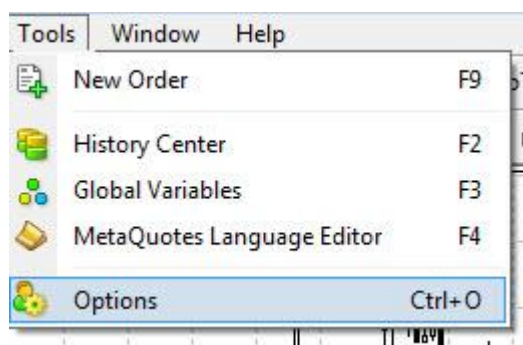 Tools Window Help
New Order F9
History Center F2
Global Variables F3
MetaQuotes Language Editor F4
Options Ctrl+O